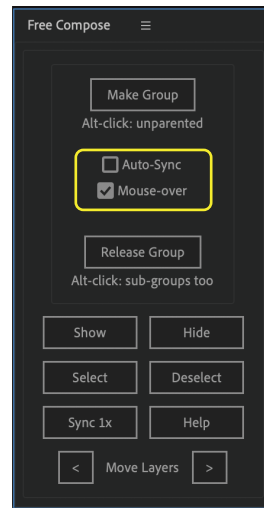 Free Compose
Make Group
Alt-click: unparented
Auto-Sync
Mouse-over
Release Group
Alt-click: sub-groups too
Show Hide
Select Deselect
Sync 1x Help
< Move Layers >